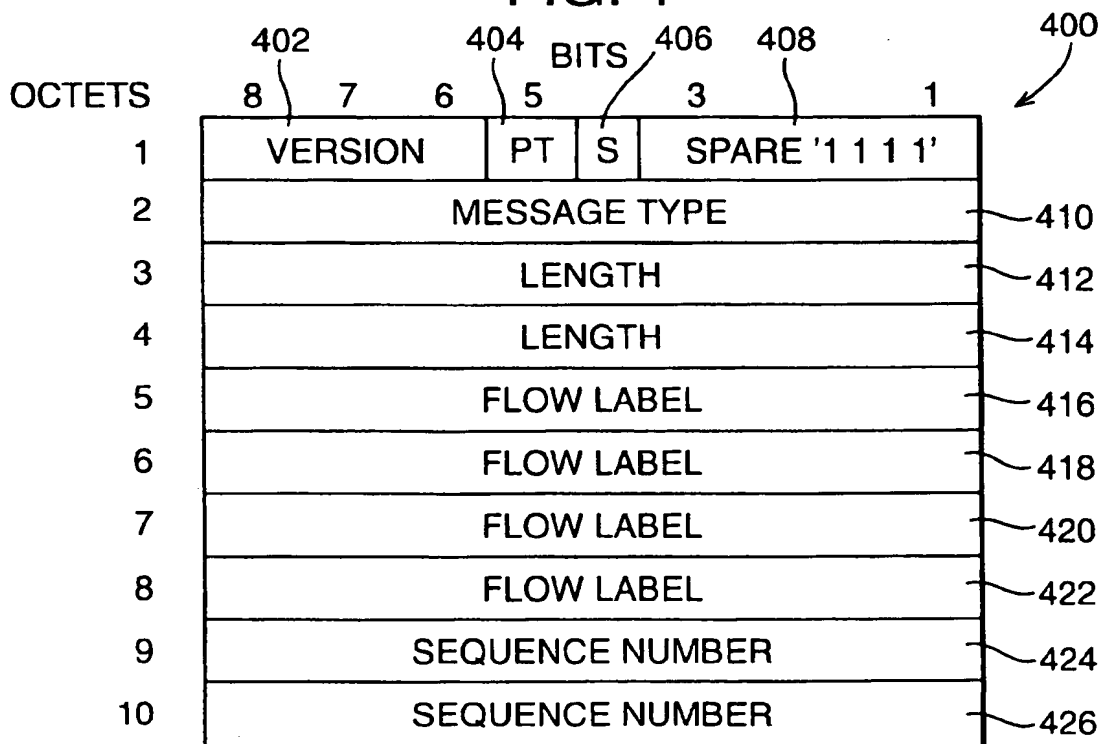 402 404 BITS 406 408 400
OCTETS 8 7 6 5 3 1
1 VERSION PT S SPARE '1 1 1 1'
2 MESSAGE TYPE 410
3 LENGTH 412
4 LENGTH 414
5 FLOW LABEL 416
6 FLOW LABEL 418
7 FLOW LABEL 420
8 FLOW LABEL 422
9 SEQUENCE NUMBER 424
10 SEQUENCE NUMBER 426